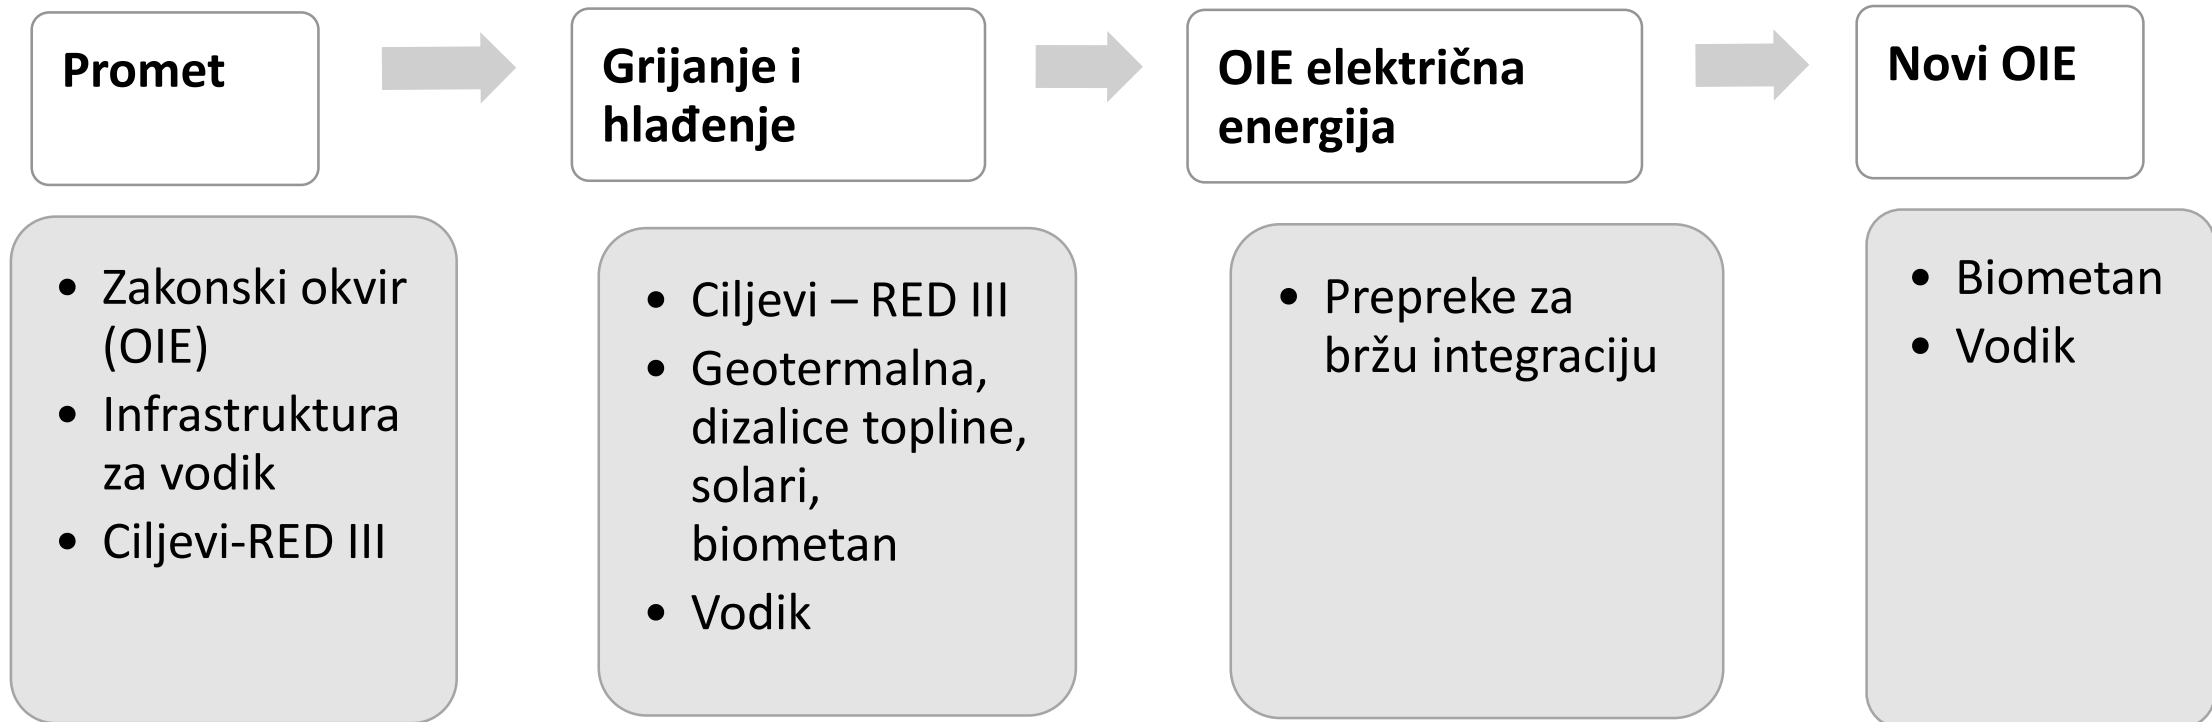 Promet
• Zakonski okvir
(OIE)
• Infrastruktura
za vodik
• Ciljevi-RED III
Grijanje i
hlađenje
• Ciljevi – RED III
• Geotermalna,
dizalice topline,
solari,
biometan
• Vodik
OIE električna
energija
• Prepreke za
bržu integraciju
Novi OIE
• Biometan
• Vodik